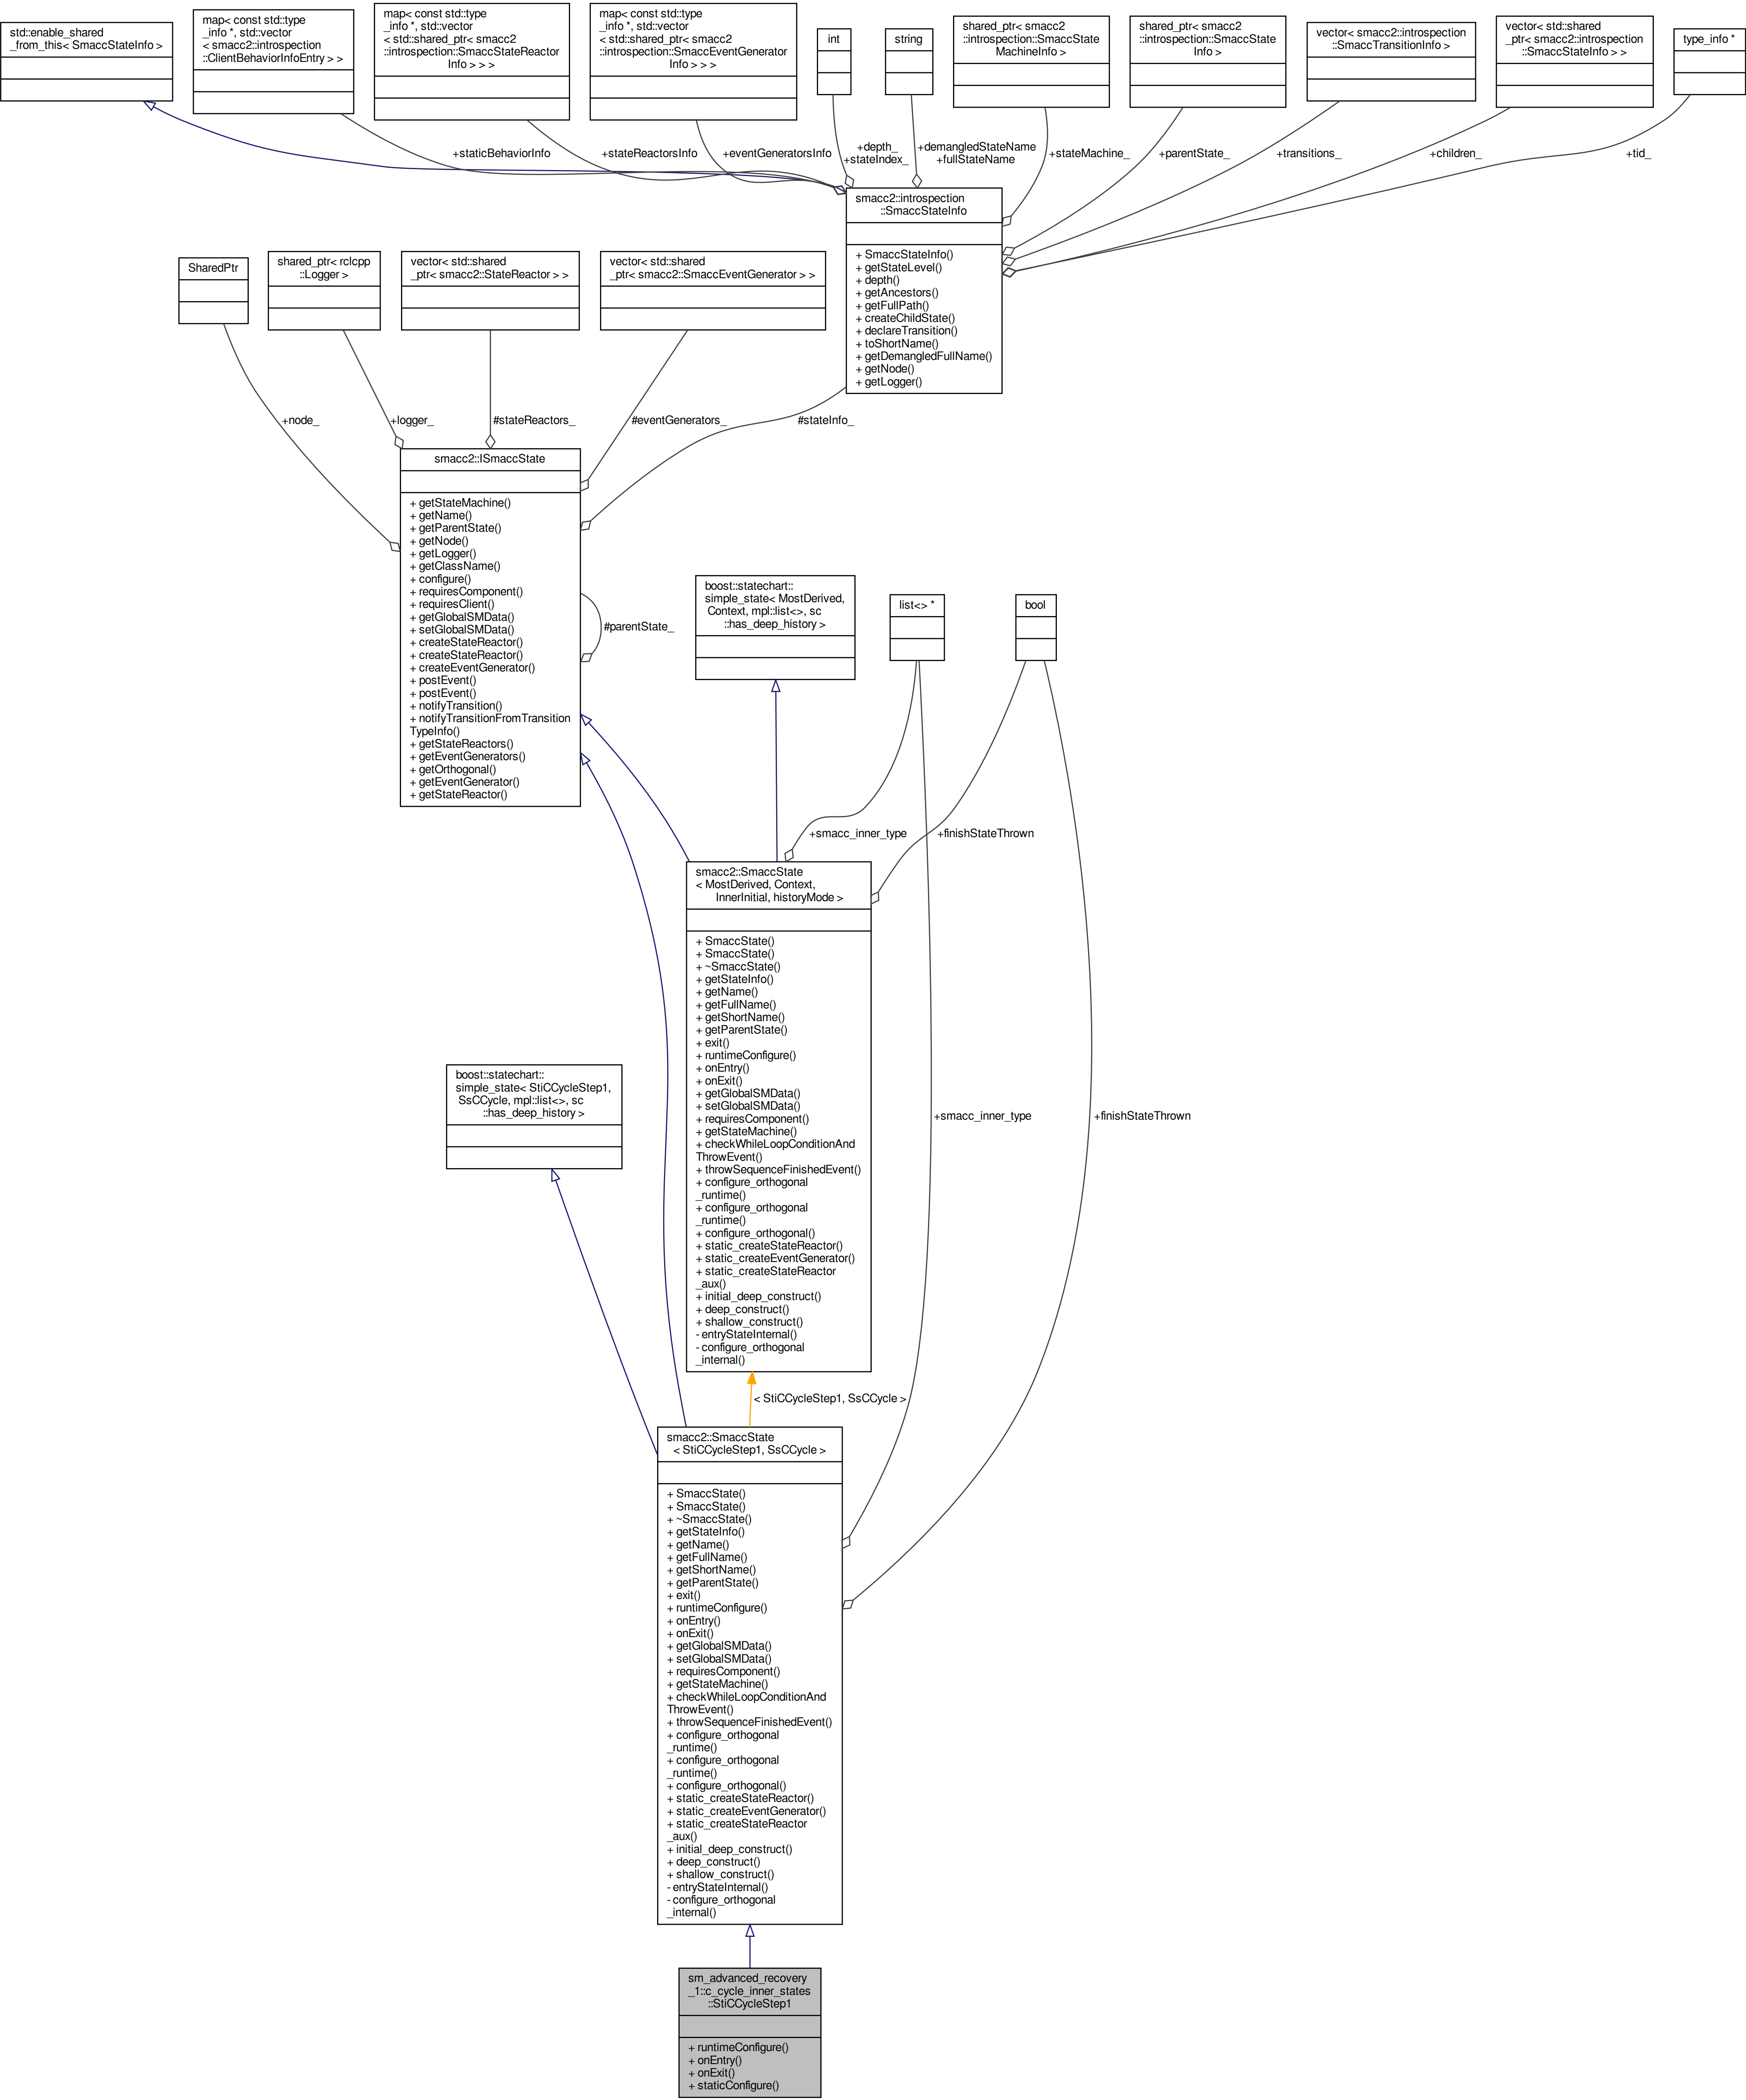 std::enable_shared
_from_this< SmaccStateInfo >
map< const std::type
_info *, std::vector
< smacc2::introspection
::ClientBehaviorInfoEntry > >
map< const std::type
_info *, std::vector
< std::shared_ptr< smacc2
::introspection::SmaccStateReactor
Info > > >
map< const std::type
_info *, std::vector
< std::shared_ptr< smacc2
::introspection::SmaccEventGenerator
Info > > >
int
string
shared_ptr< smacc2
::introspection::SmaccState
MachineInfo >
shared_ptr< smacc2
::introspection::SmaccState
Info >
vector< smacc2::introspection
::SmaccTransitionInfo >
vector< std::shared
_ptr< smacc2::introspection
::SmaccStateInfo > >
type_info *
+staticBehaviorInfo
+stateReactorsInfo
+eventGeneratorsInfo
+depth_
+stateIndex_
+demangledStateName
+fullStateName
+stateMachine_
+parentState_
+transitions_
+children_
+tid_
smacc2::introspection
::SmaccStateInfo
+ SmaccStateInfo()
+ getStateLevel()
+ depth()
+ getAncestors()
+ getFullPath()
+ createChildState()
+ declareTransition()
+ toShortName()
+ getDemangledFullName()
+ getNode()
+ getLogger()
SharedPtr
shared_ptr< rclcpp
::Logger >
vector< std::shared
_ptr< smacc2::StateReactor > >
vector< std::shared
_ptr< smacc2::SmaccEventGenerator > >
+node_
+logger_
#stateReactors_
#eventGenerators_
#stateInfo_
smacc2::ISmaccState
+ getStateMachine()
+ getName()
+ getParentState()
+ getNode()
+ getLogger()
+ getClassName()
+ configure()
+ requiresComponent()
+ requiresClient()
+ getGlobalSMData()
+ setGlobalSMData()
+ createStateReactor()
+ createStateReactor()
+ createEventGenerator()
+ postEvent()
+ postEvent()
+ notifyTransition()
+ notifyTransitionFromTransition
TypeInfo()
+ getStateReactors()
+ getEventGenerators()
+ getOrthogonal()
+ getEventGenerator()
+ getStateReactor()
#parentState_
boost::statechart::
simple_state< MostDerived,
Context, mpl::list<>, sc
::has_deep_history >
list<> *
bool
+smacc_inner_type
+finishStateThrown
smacc2::SmaccState
< MostDerived, Context,
InnerInitial, historyMode >
+ SmaccState()
+ SmaccState()
+ ~SmaccState()
+ getStateInfo()
+ getName()
+ getFullName()
+ getShortName()
+ getParentState()
+ exit()
+ runtimeConfigure()
+ onEntry()
+ onExit()
+ getGlobalSMData()
+ setGlobalSMData()
+ requiresComponent()
+ getStateMachine()
+ checkWhileLoopConditionAnd
ThrowEvent()
+ throwSequenceFinishedEvent()
+ configure_orthogonal
_runtime()
+ configure_orthogonal
_runtime()
+ configure_orthogonal()
+ static_createStateReactor()
+ static_createEventGenerator()
+ static_createStateReactor
_aux()
+ initial_deep_construct()
+ deep_construct()
+ shallow_construct()
- entryStateInternal()
- configure_orthogonal
_internal()
boost::statechart::
simple_state< StiCCycleStep1,
SsCCycle, mpl::list<>, sc
::has_deep_history >
+smacc_inner_type
+finishStateThrown
< StiCCycleStep1, SsCCycle >
smacc2::SmaccState
< StiCCycleStep1, SsCCycle >
+ SmaccState()
+ SmaccState()
+ ~SmaccState()
+ getStateInfo()
+ getName()
+ getFullName()
+ getShortName()
+ getParentState()
+ exit()
+ runtimeConfigure()
+ onEntry()
+ onExit()
+ getGlobalSMData()
+ setGlobalSMData()
+ requiresComponent()
+ getStateMachine()
+ checkWhileLoopConditionAnd
ThrowEvent()
+ throwSequenceFinishedEvent()
+ configure_orthogonal
_runtime()
+ configure_orthogonal
_runtime()
+ configure_orthogonal()
+ static_createStateReactor()
+ static_createEventGenerator()
+ static_createStateReactor
_aux()
+ initial_deep_construct()
+ deep_construct()
+ shallow_construct()
- entryStateInternal()
- configure_orthogonal
_internal()
sm_advanced_recovery
_1::c_cycle_inner_states
::StiCCycleStep1
+ runtimeConfigure()
+ onEntry()
+ onExit()
+ staticConfigure()